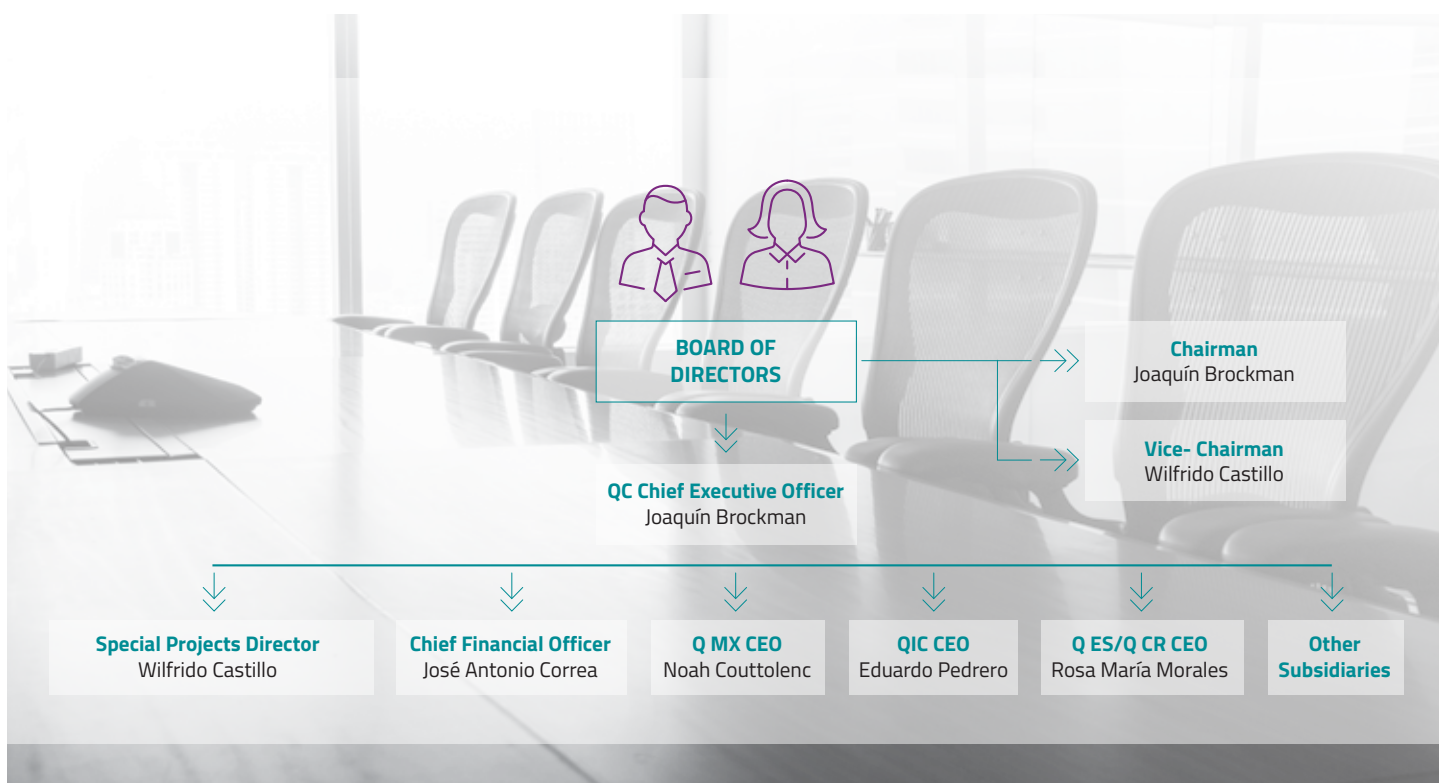 BOARD OF
DIRECTORS
Chairman
Joaquín Brockman
Vice- Chairman
Wilfrido Castillo
QC Chief Executive Officer
Joaquín Brockman
Special Projects Director
Wilfrido Castillo
Chief Financial Officer
José Antonio Correa
Q MX CEO
Noah Couttolenc
QIC CEO
Eduardo Pedrero
Q ES/Q CR CEO
Rosa María Morales
Other
Subsidiaries